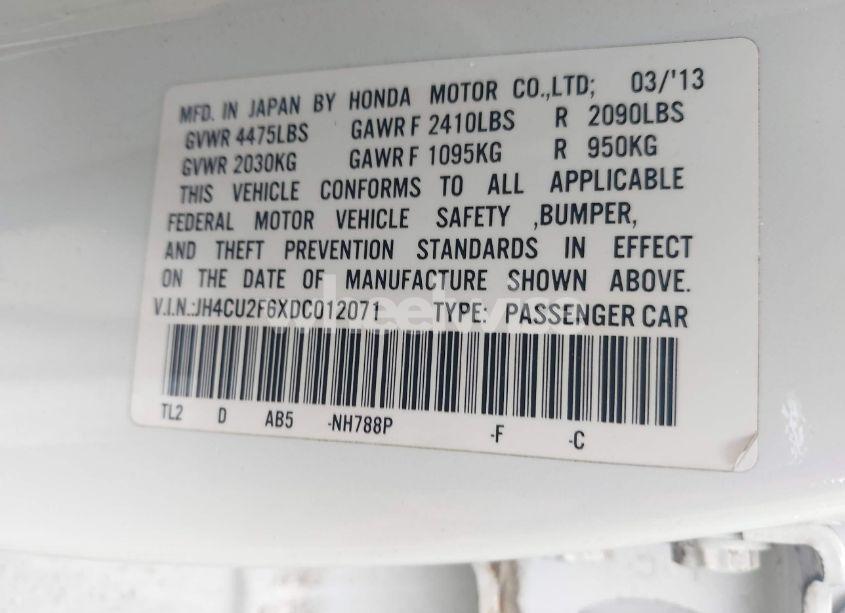 MFD. IN JAPAN BY HONDA MOTOR CO.,LTD; 03/'13
GVWR 4475LBS GAWR F 2410LBS R 2090LBS
GVWR 2030KG GAWR F 1095KG R 950KG
THIS VEHICLE CONFORMS TO ALL APPLICABLE
FEDERAL MOTOR VEHICLE SAFETY ,BUMPER,
AND THEFT PREVENTION STANDARDS IN EFFECT
ON THE DATE OF MANUFACTURE SHOWN ABOVE.
V.I.N.:JH4CU2F6XDC012071 TYPE: PASSENGER CAR
TL2 D AB5 -NH788P -F -C